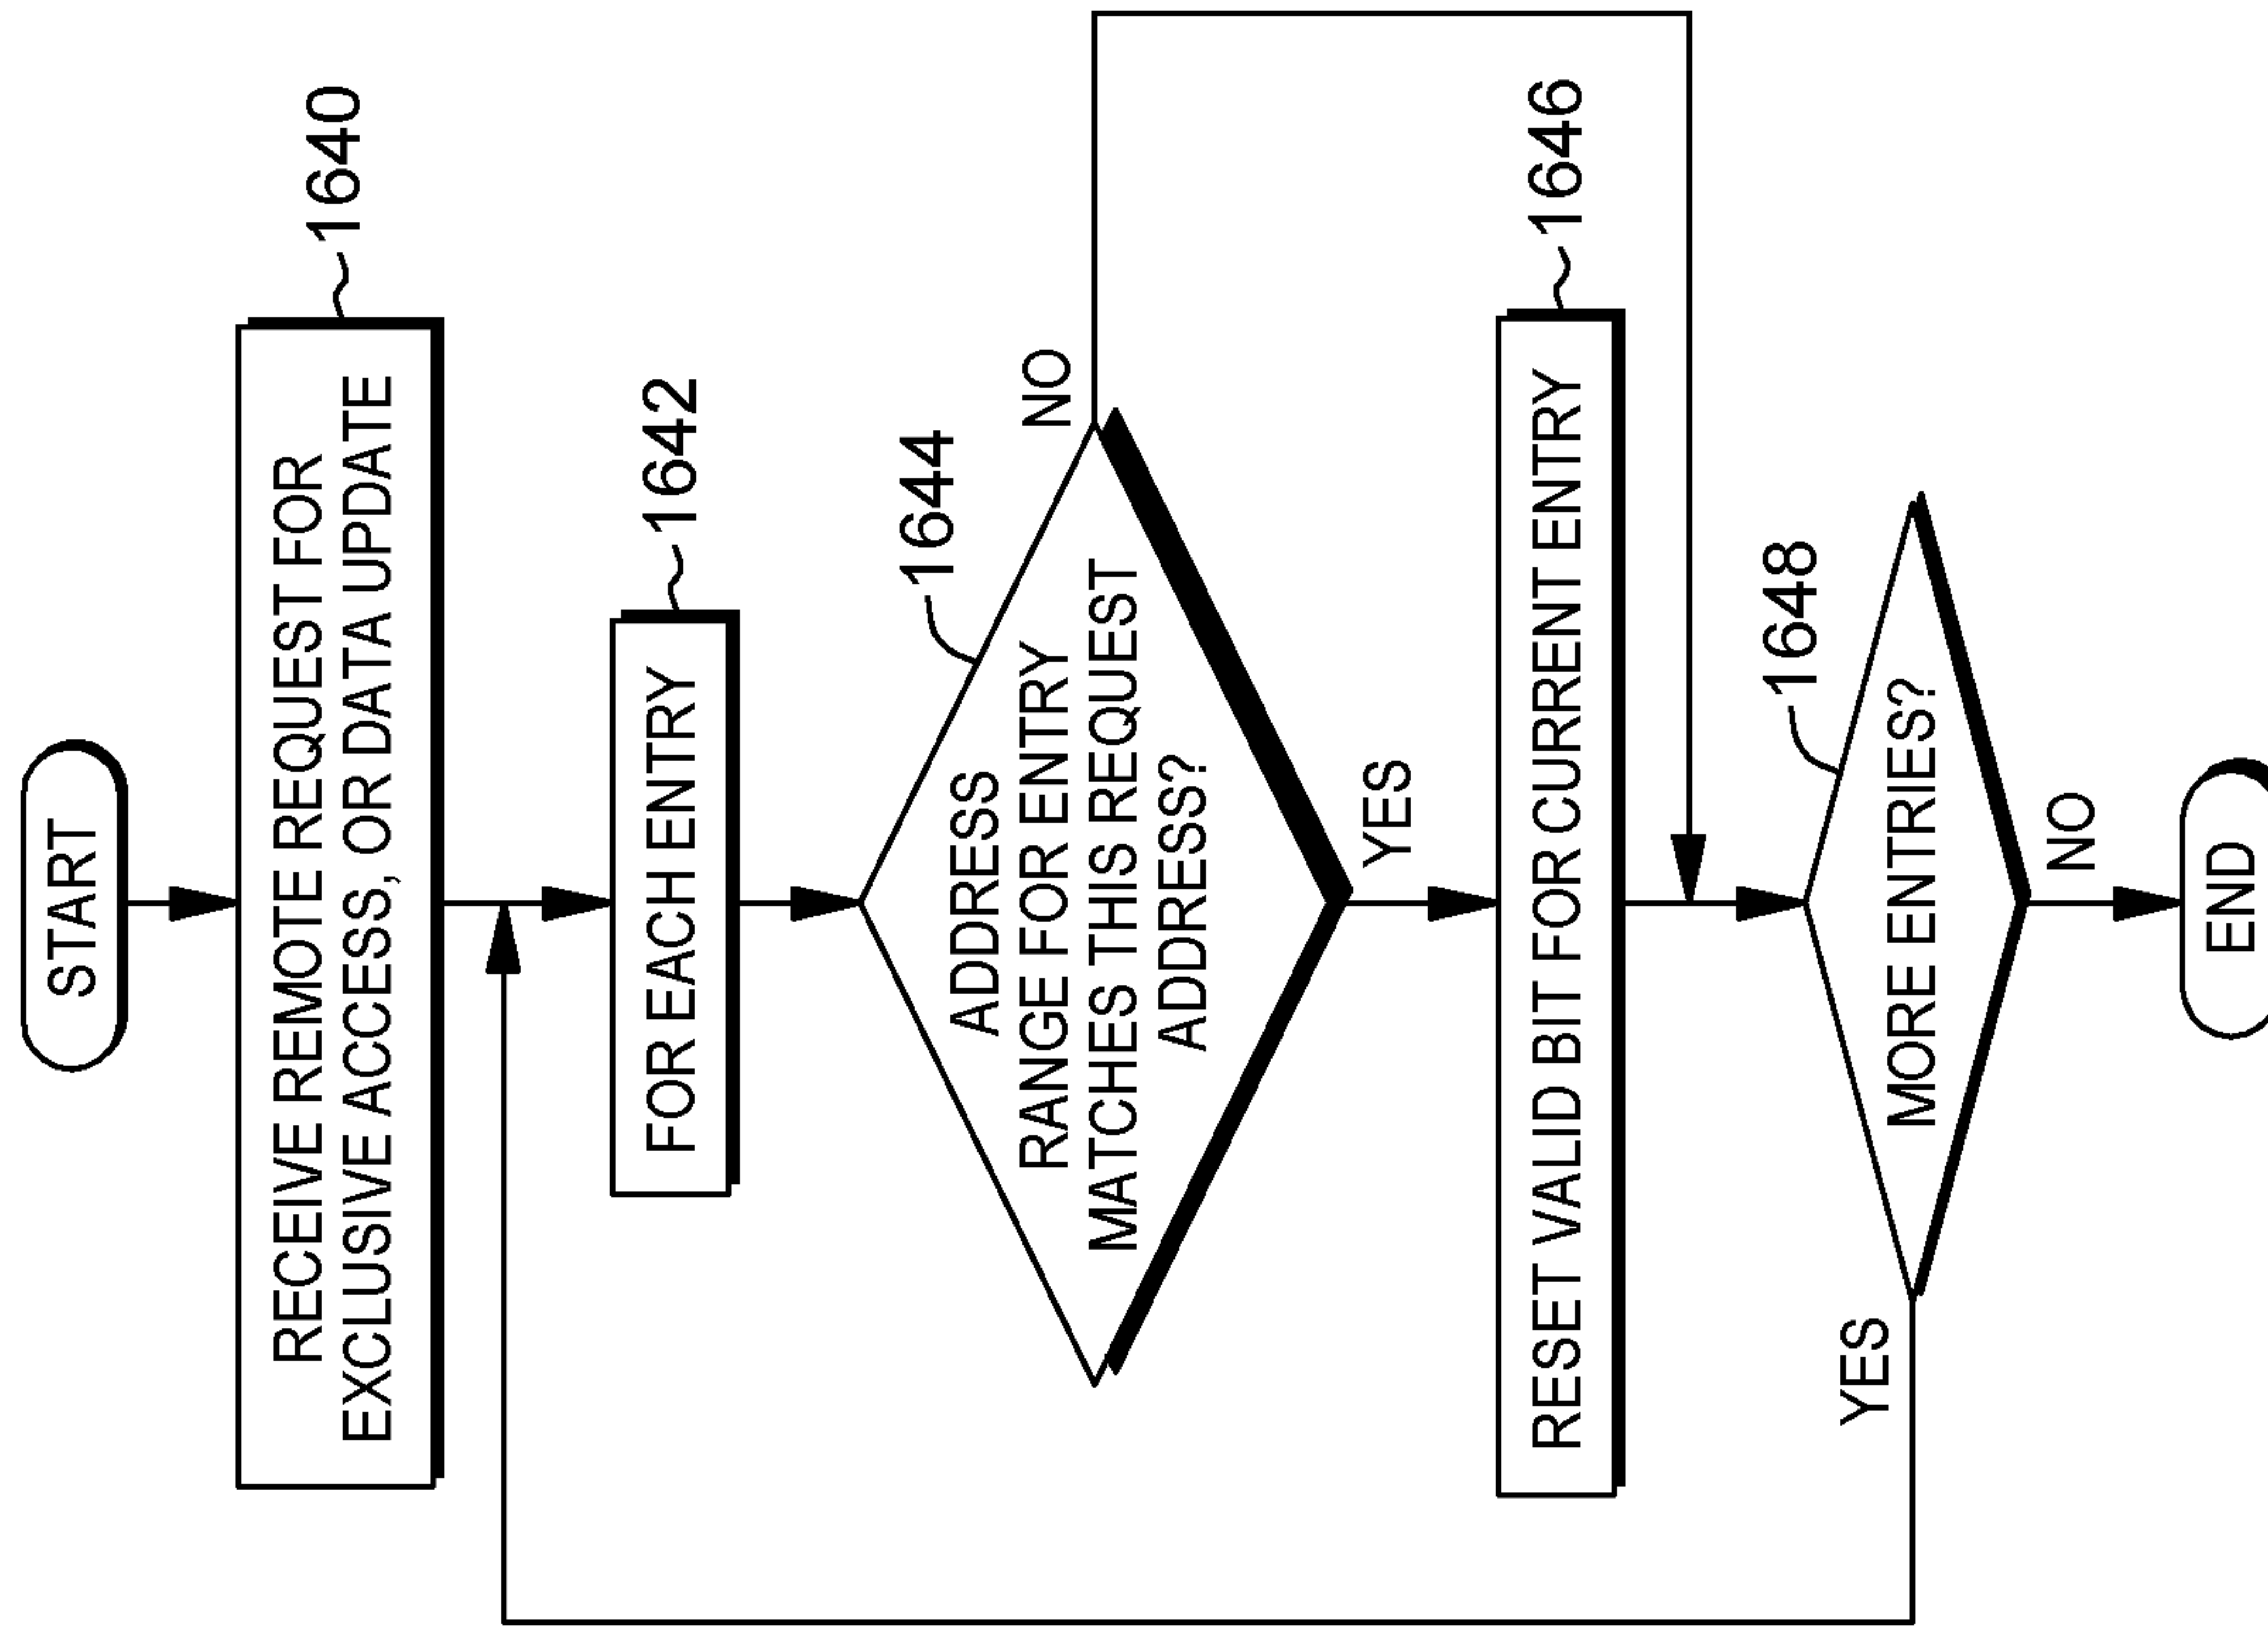 START
RECEIVE REMOTE REQUEST FOR
EXCLUSIVE ACCESS, OR DATA UPDATE
1640
FOR EACH ENTRY
1642
1644
ADDRESS
RANGE FOR ENTRY
MATCHES THIS REQUEST
ADDRESS?
NO
YES
RESET VALID BIT FOR CURRENT ENTRY
1646
1648
MORE ENTRIES?
YES
NO
END